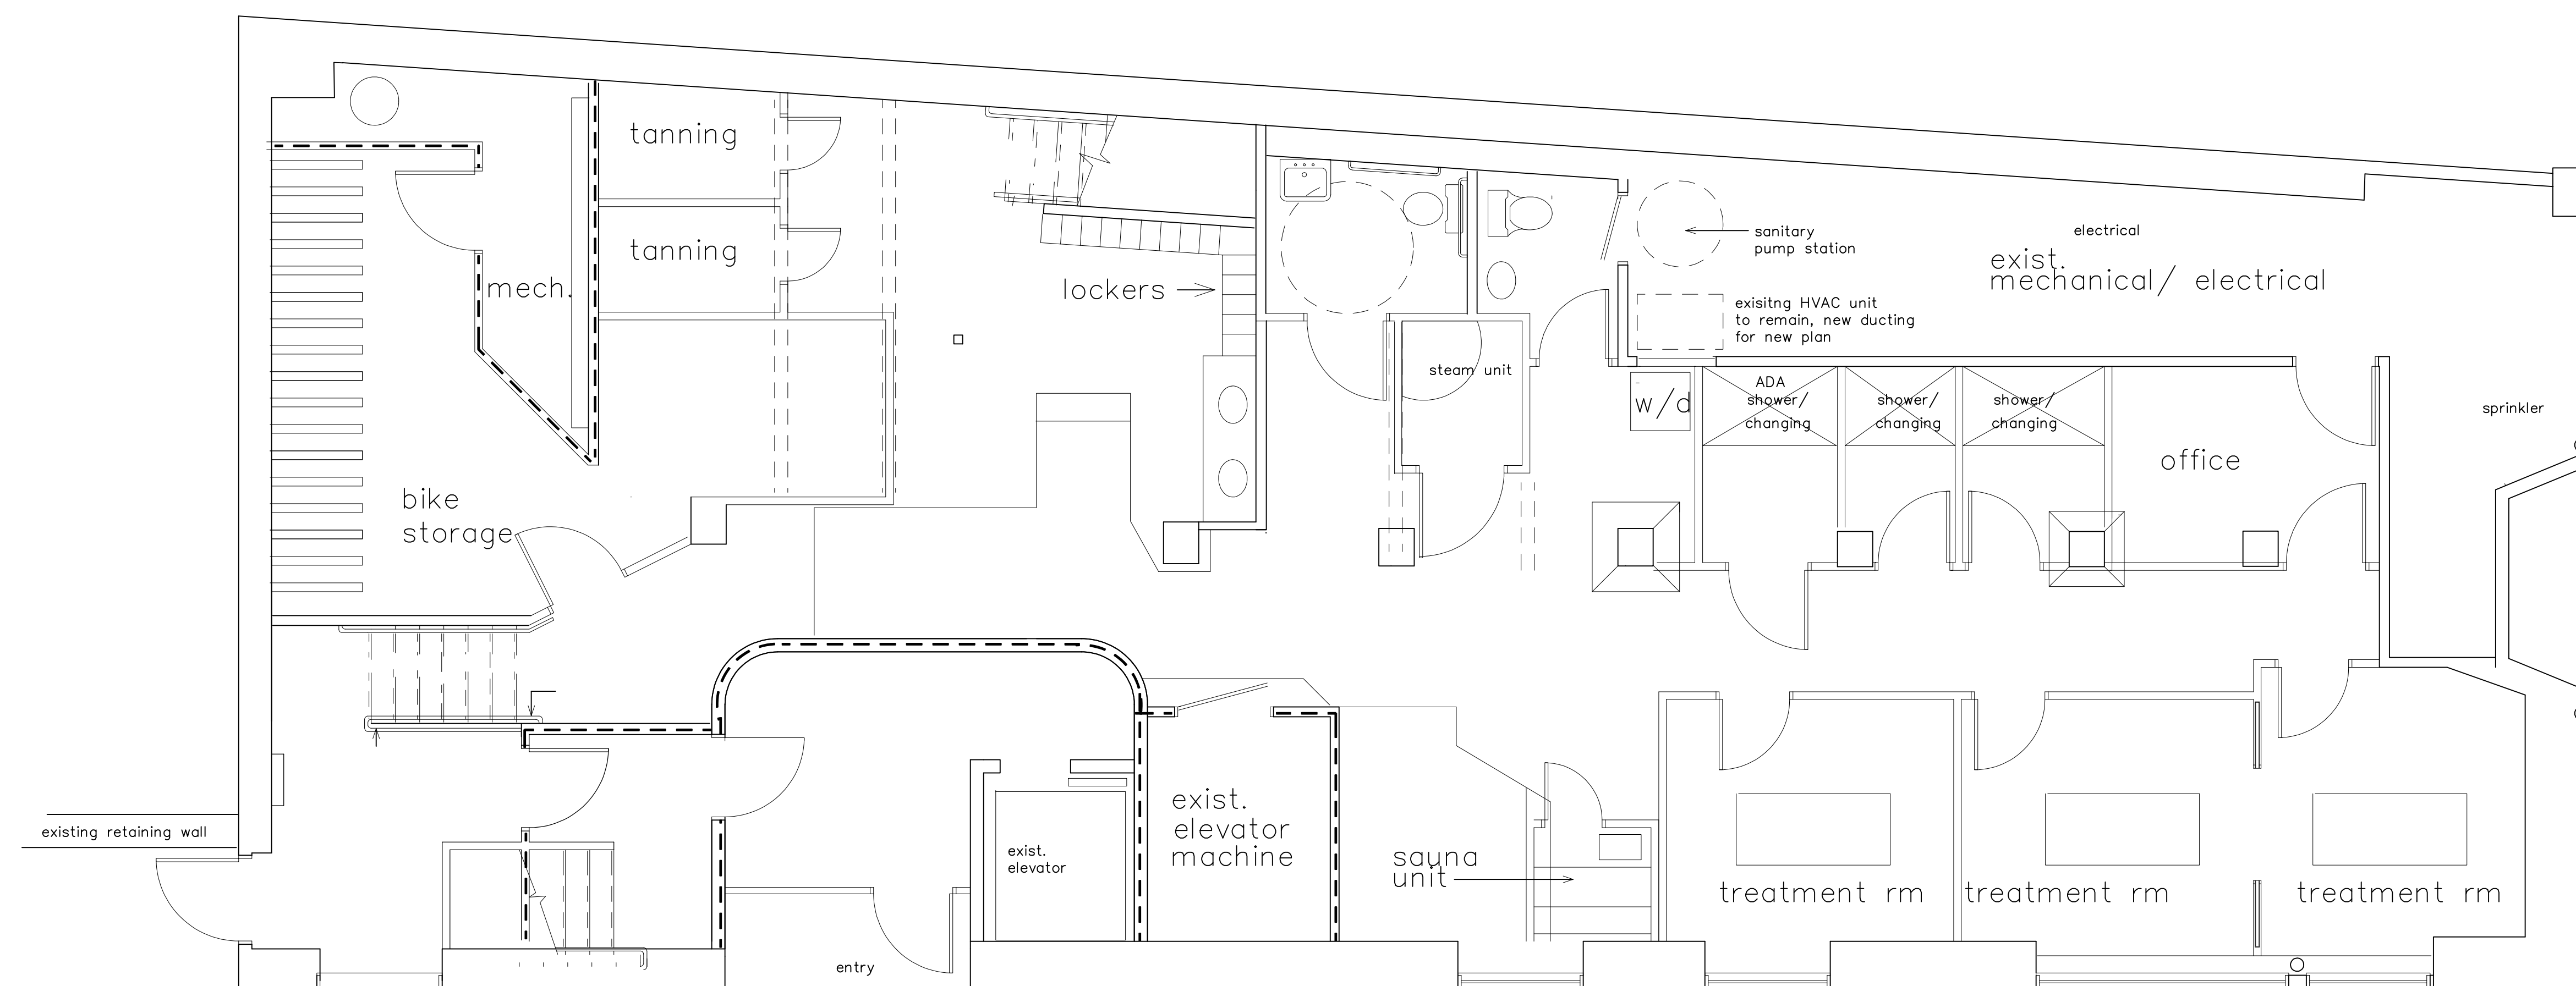 tanning
tanning
mech.
lockers
sanitary
pump station
electrical
exist.
mechanical/ electrical
exisitng HVAC unit
to remain, new ducting
for new plan
steam unit
w/d
ADA
shower/
changing
shower/
changing
shower/
changing
office
sprinkler
bike
storage
existing retaining wall
exist.
elevator
exist.
elevator
machine
sauna
unit
treatment rm
treatment rm
treatment rm
entry